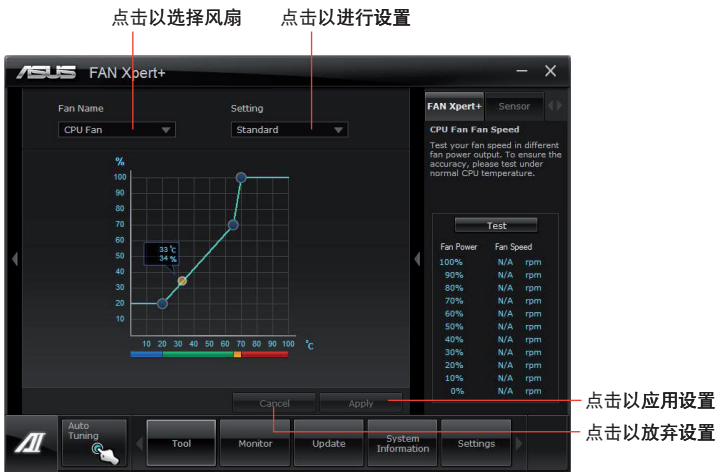 点击以选择风扇
点击以进行设置
ASUS FAN Xpert+
Fan Name
Setting
CPU Fan
Standard
%
100
90
80
70
60
50
40
30
20
10
33 °C
34 %
10 20 30 40 50 60 70 80 90 100
°C
Cancel
Apply
FAN Xpert+
Sensor
CPU Fan Fan Speed
Test your fan speed in different
fan power output. To ensure the
accuracy, please test under
normal CPU temperature.
Test
Fan Power Fan Speed
100% N/A rpm
90% N/A rpm
80% N/A rpm
70% N/A rpm
60% N/A rpm
50% N/A rpm
40% N/A rpm
30% N/A rpm
20% N/A rpm
10% N/A rpm
0% N/A rpm
点击以应用设置
点击以放弃设置
Auto
Tuning
Tool
Monitor
Update
System
Information
Settings